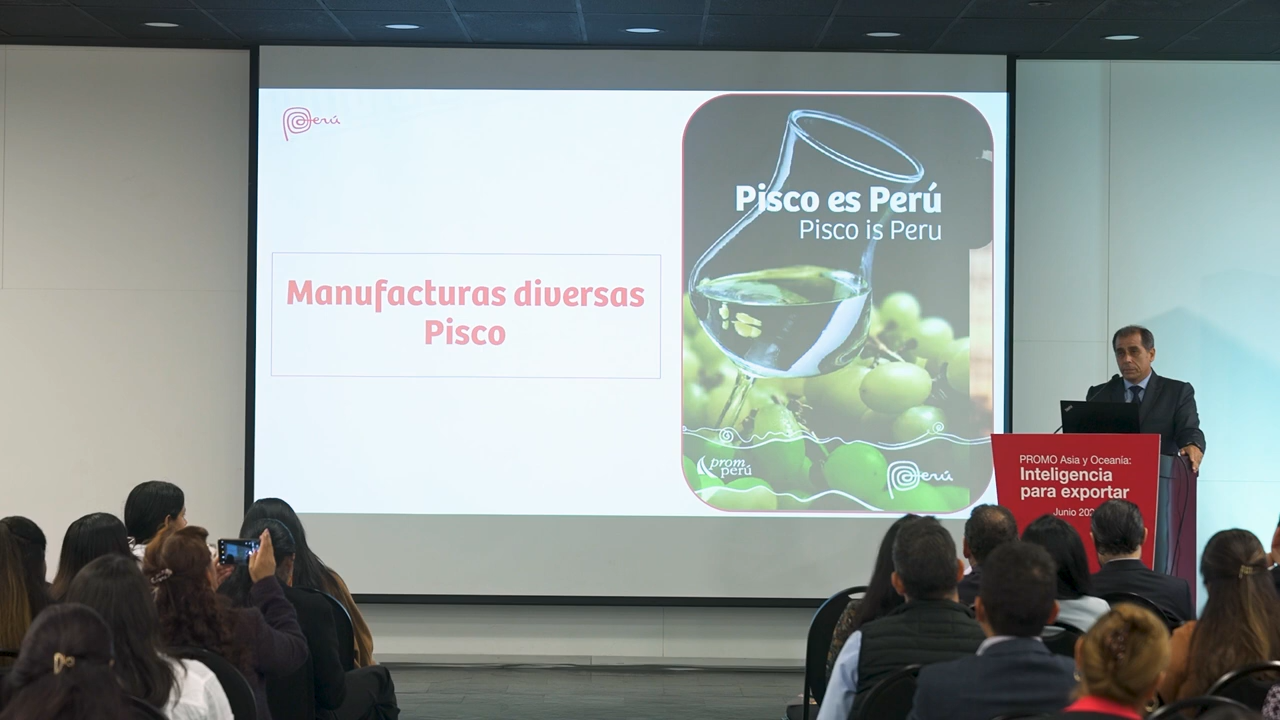 Perú
Manufacturas diversas
Pisco
Pisco es Perú
Pisco is Peru
prom
perú
Perú
PROMO Asia y Oceanía:
Inteligencia
para exportar
Junio